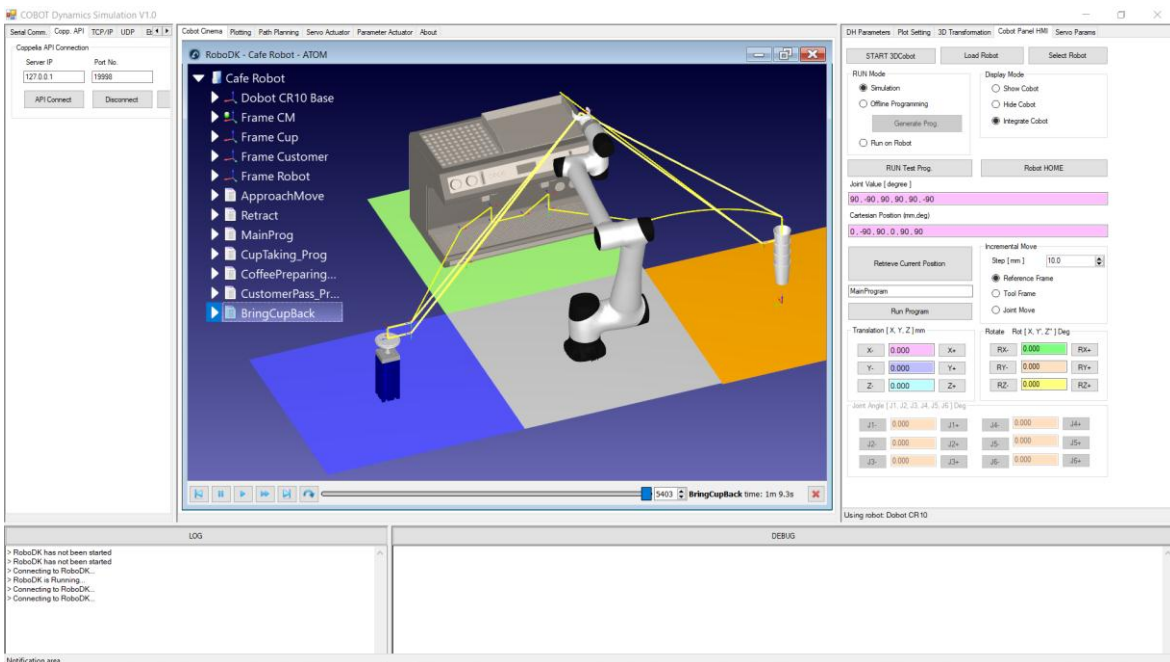 COBOT Dynamics Simulation V1.0
Serial Comm. Copp. API TCP/IP UDP
Coppelia API Connection
Server IP Port No.
127.0.0.1 19998
API Connect Disconnect
Cobot Cinema Plotting Path Planning Servo Actuator Parameter Actuator About
RoboDK - Cafe Robot - ATOM
Cafe Robot
Dobot CR10 Base
Frame CM
Frame Cup
Frame Customer
Frame Robot
ApproachMove
Retract
MainProg
CupTaking_Prog
CoffeePreparing...
CustomerPass_Pr...
BringCupBack
5403 BringCupBack time: 1m 9.3s
DH Parameters Plot Setting 3D Transformation Cobot Panel HMI Servo Params
START 3DCobot Load Robot Select Robot
RUN Mode Display Mode
Simulation Show Cobot
Offline Programming Hide Cobot
Generate Prog. Integrate Cobot
Run on Robot
RUN Test Prog. Robot HOME
Joint Value [ degree ]
90,-90,90,90,90,-90
Cartesian Position (mm,deg)
0,-90,90,0,90,90
Incremental Move
Retrieve Current Position Step [ mm ] 10.0
Reference Frame
MainProgram Tool Frame
Run Program Joint Move
Translation [ X, Y, Z ] mm Rotate Rot [ X, Y', Z'' ] Deg
X- 0.000 X+ RX- 0.000 RX+
Y- 0.000 Y+ RY- 0.000 RY+
Z- 0.000 Z+ RZ- 0.000 RZ+
Joint Angle [ J1, J2, J3, J4, J5, J6 ] Deg
J1- 0.000 J1+ J4- 0.000 J4+
J2- 0.000 J2+ J5- 0.000 J5+
J3- 0.000 J3+ J6- 0.000 J6+
Using robot: Dobot CR10
LOG DEBUG
> RoboDK has not been started
> RoboDK has not been started
> Connecting to RoboDK...
> RoboDK is Running...
> Connecting to RoboDK...
> Connecting to RoboDK...
Notification area